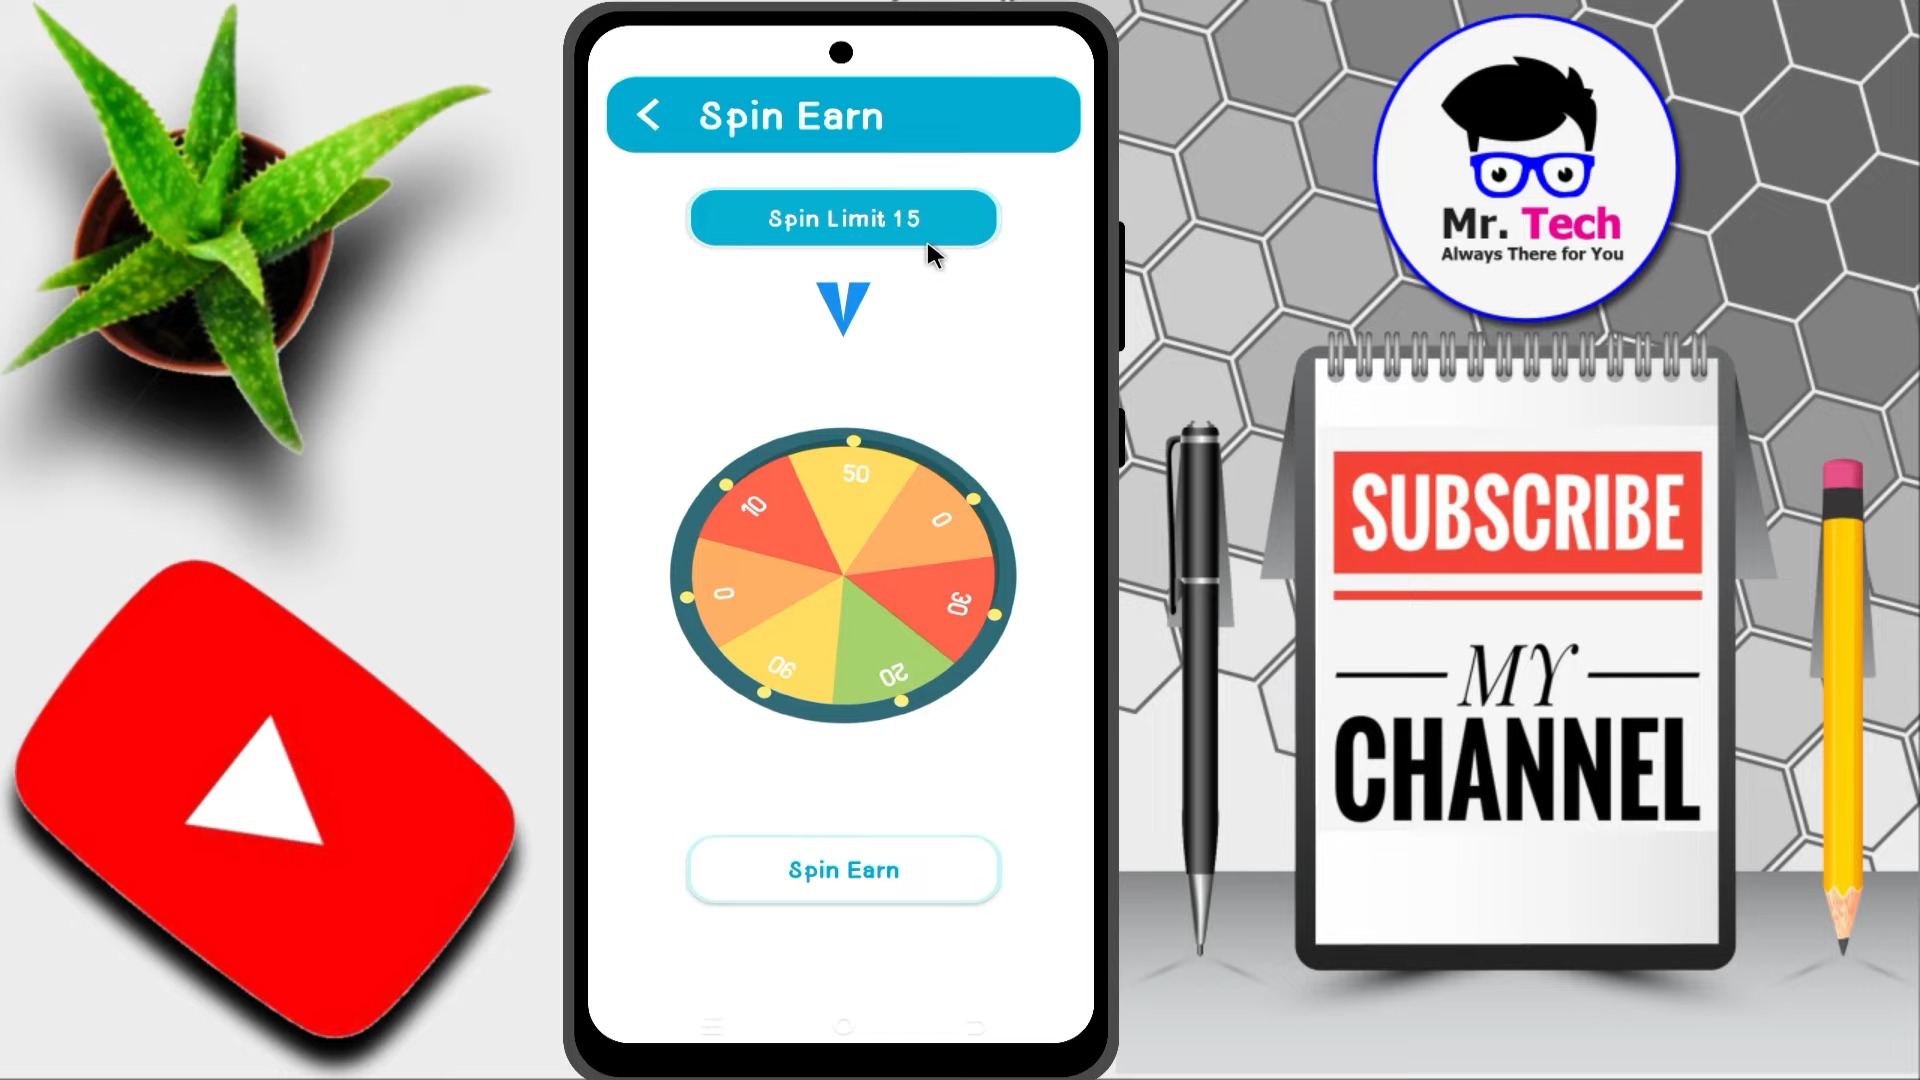 Spin Earn
Spin Limit 15
50
10
0
0
30
90
20
Spin Earn
Mr. Tech
Always There for You
SUBSCRIBE
MY
CHANNEL